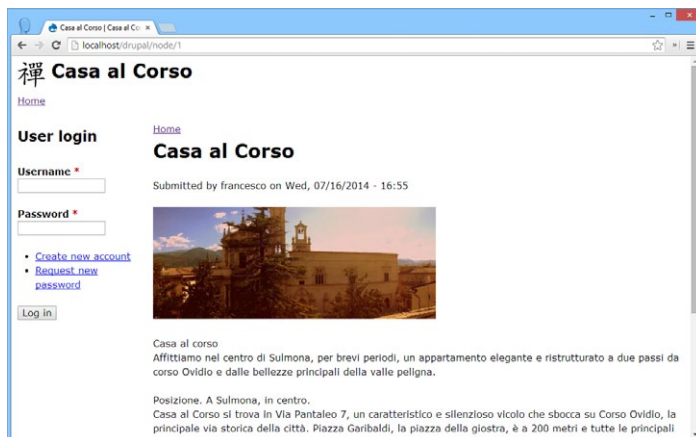 Casa al Corso | Casa al Co
localhost/drupal/node/1
禪 Casa al Corso
Home
User login
Username *
Password *
Create new account
Request new
password
Log in
Home
Casa al Corso
Submitted by francesco on Wed, 07/16/2014 - 16:55
Casa al corso
Affittiamo nel centro di Sulmona, per brevi periodi, un appartamento elegante e ristrutturato a due passi da
corso Ovidio e dalle bellezze principali della valle peligna.
Posizione. A Sulmona, in centro.
Casa al Corso si trova in Via Pantaleo 7, un caratteristico e silenzioso vicolo che sbocca su Corso Ovidio, la
principale via storica della città. Piazza Garibaldi, la piazza della giostra, è a 200 metri e tutte le principali